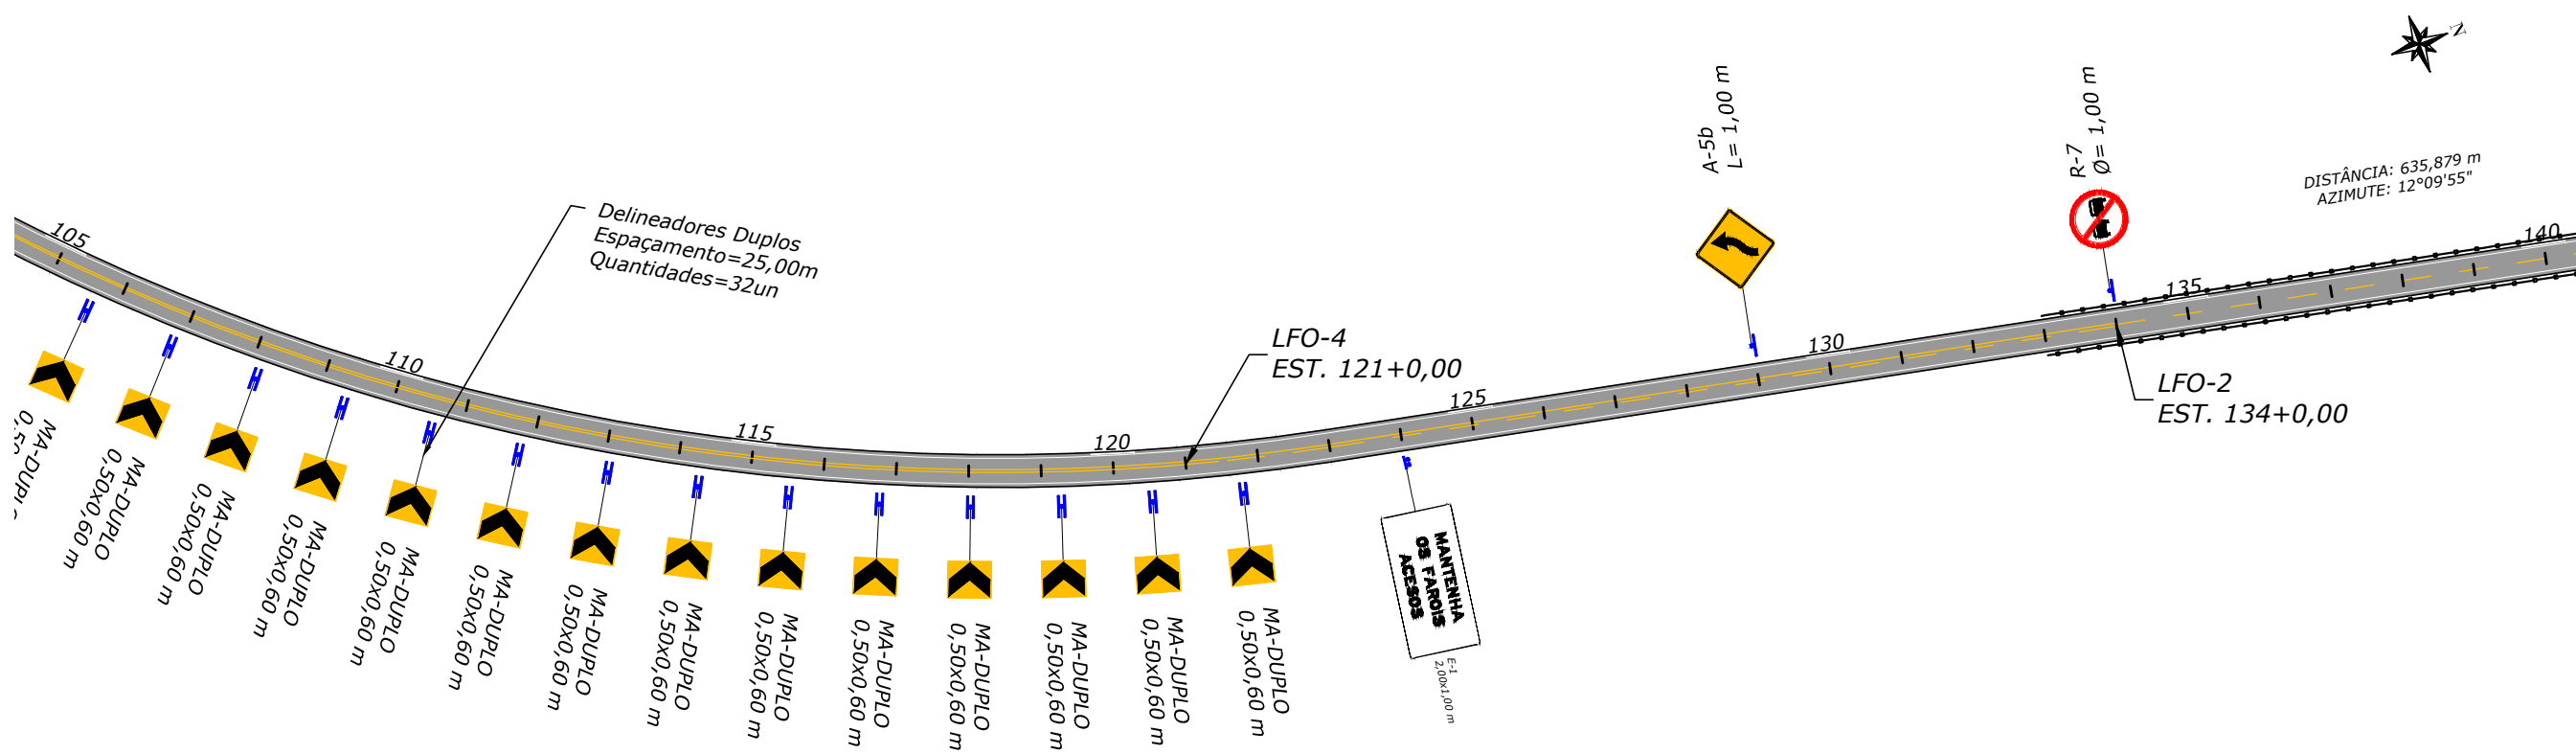 N
A-5b
L= 1,00 m
R-7
Ø= 1,00 m
DISTÂNCIA: 635,879 m
AZIMUTE: 12°09'55"
105
110
115
120
125
130
135
140
Delineadores Duplos
Espaçamento=25,00m
Quantidades=32un
LFO-4
EST. 121+0,00
LFO-2
EST. 134+0,00
MA-DUPLO
0,50
MA-DUPLO
0,50x0,60 m
MA-DUPLO
0,50x0,60 m
MA-DUPLO
0,50x0,60 m
MA-DUPLO
0,50x0,60 m
MA-DUPLO
0,50x0,60 m
MA-DUPLO
0,50x0,60 m
MA-DUPLO
0,50x0,60 m
MA-DUPLO
0,50x0,60 m
MA-DUPLO
0,50x0,60 m
MA-DUPLO
0,50x0,60 m
MA-DUPLO
0,50x0,60 m
MA-DUPLO
0,50x0,60 m
MA-DUPLO
0,50x0,60 m
MANTENHA
OS FAROIS
ACESOS
E-1
2,00x1,00 m